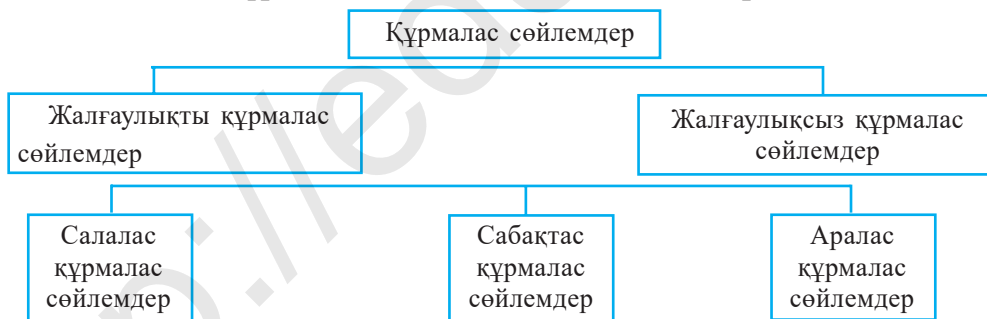 Құрмалас сөйлемдер
Жалғаулықты құрмалас
сөйлемдер
Жалғаулықсыз құрмалас
сөйлемдер
Салалас
құрмалас
сөйлемдер
Сабақтас
құрмалас
сөйлемдер
Аралас
құрмалас
сөйлемдер